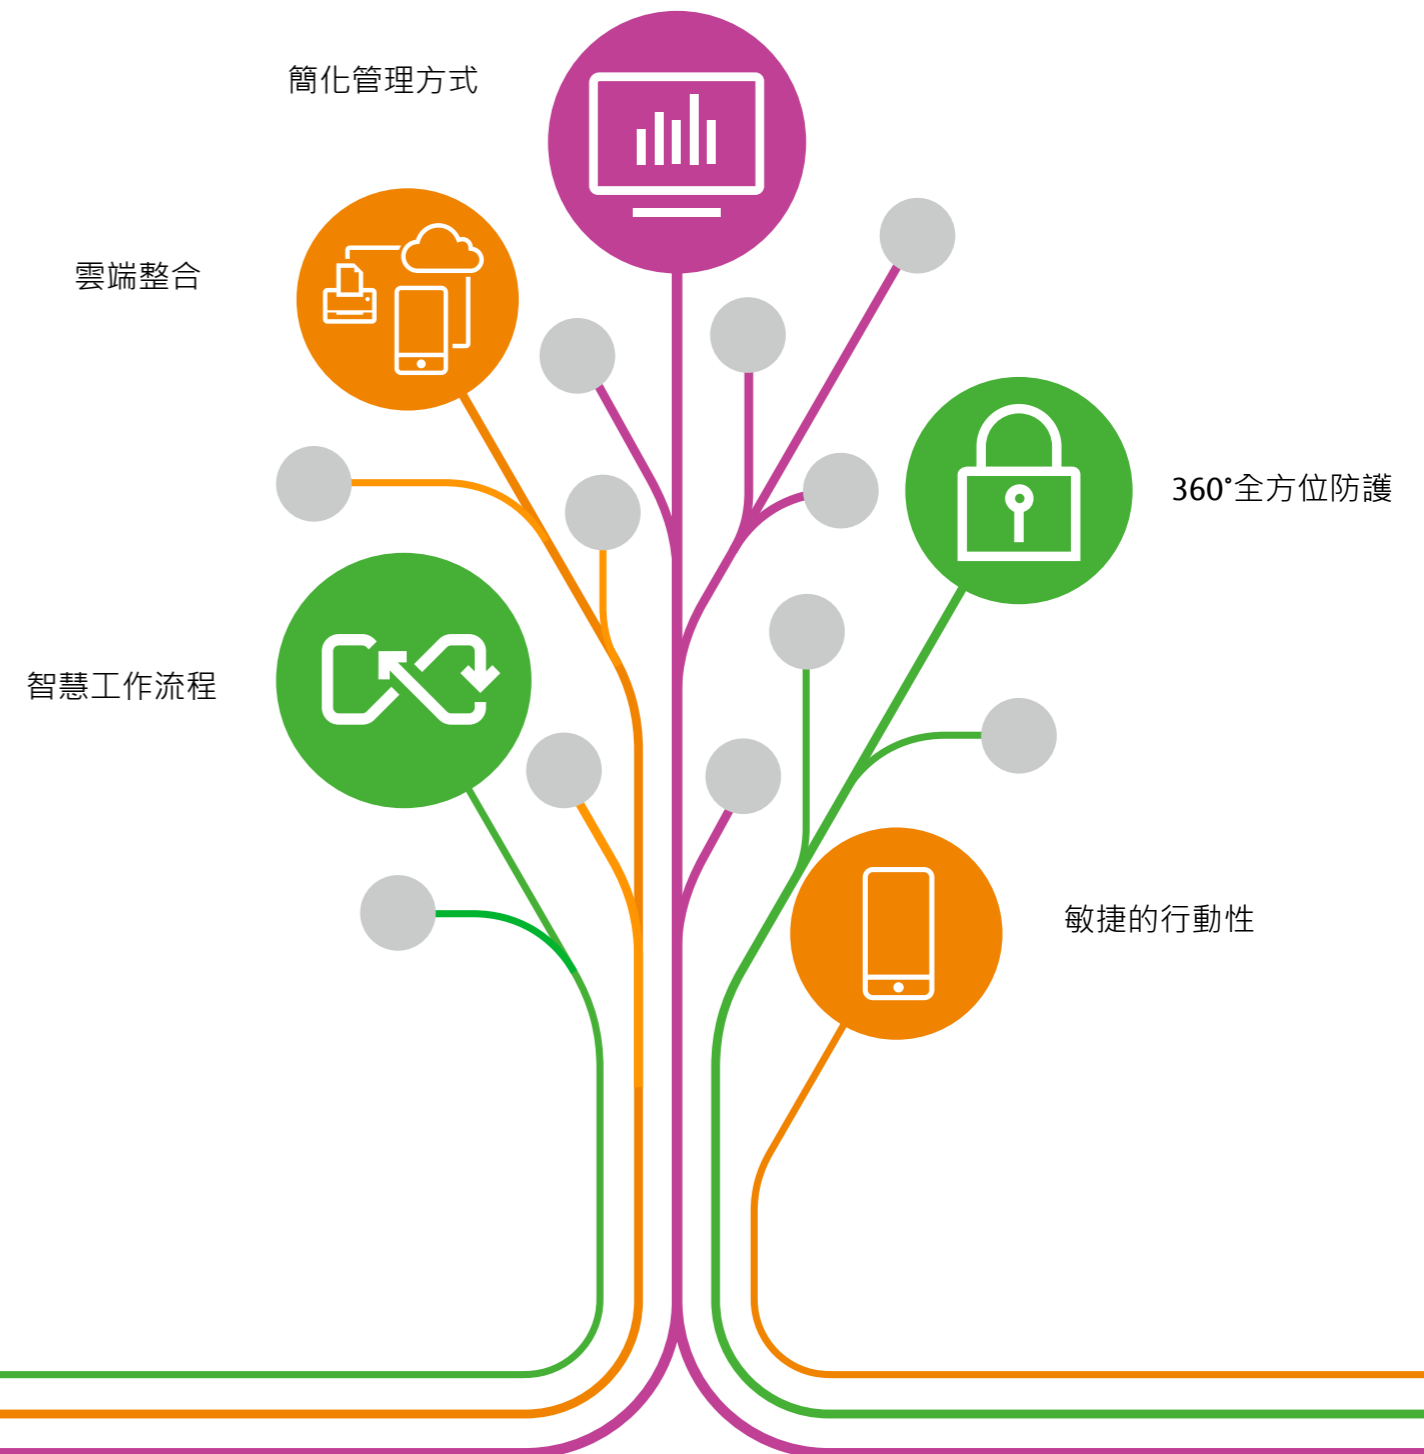 簡化管理方式
雲端整合
360°全方位防護
智慧工作流程
敏捷的行動性